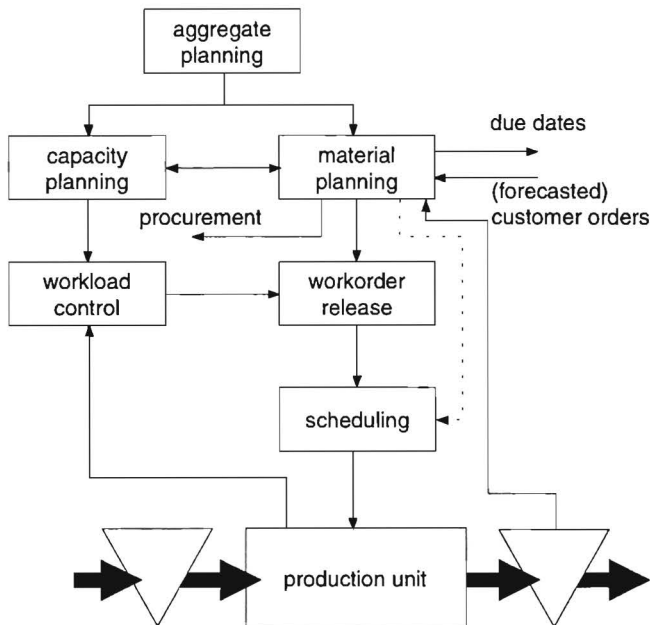 aggregate
planning
capacity
planning
material
planning
due dates
(forecasted)
customer orders
procurement
workload
control
workorder
release
scheduling
production unit